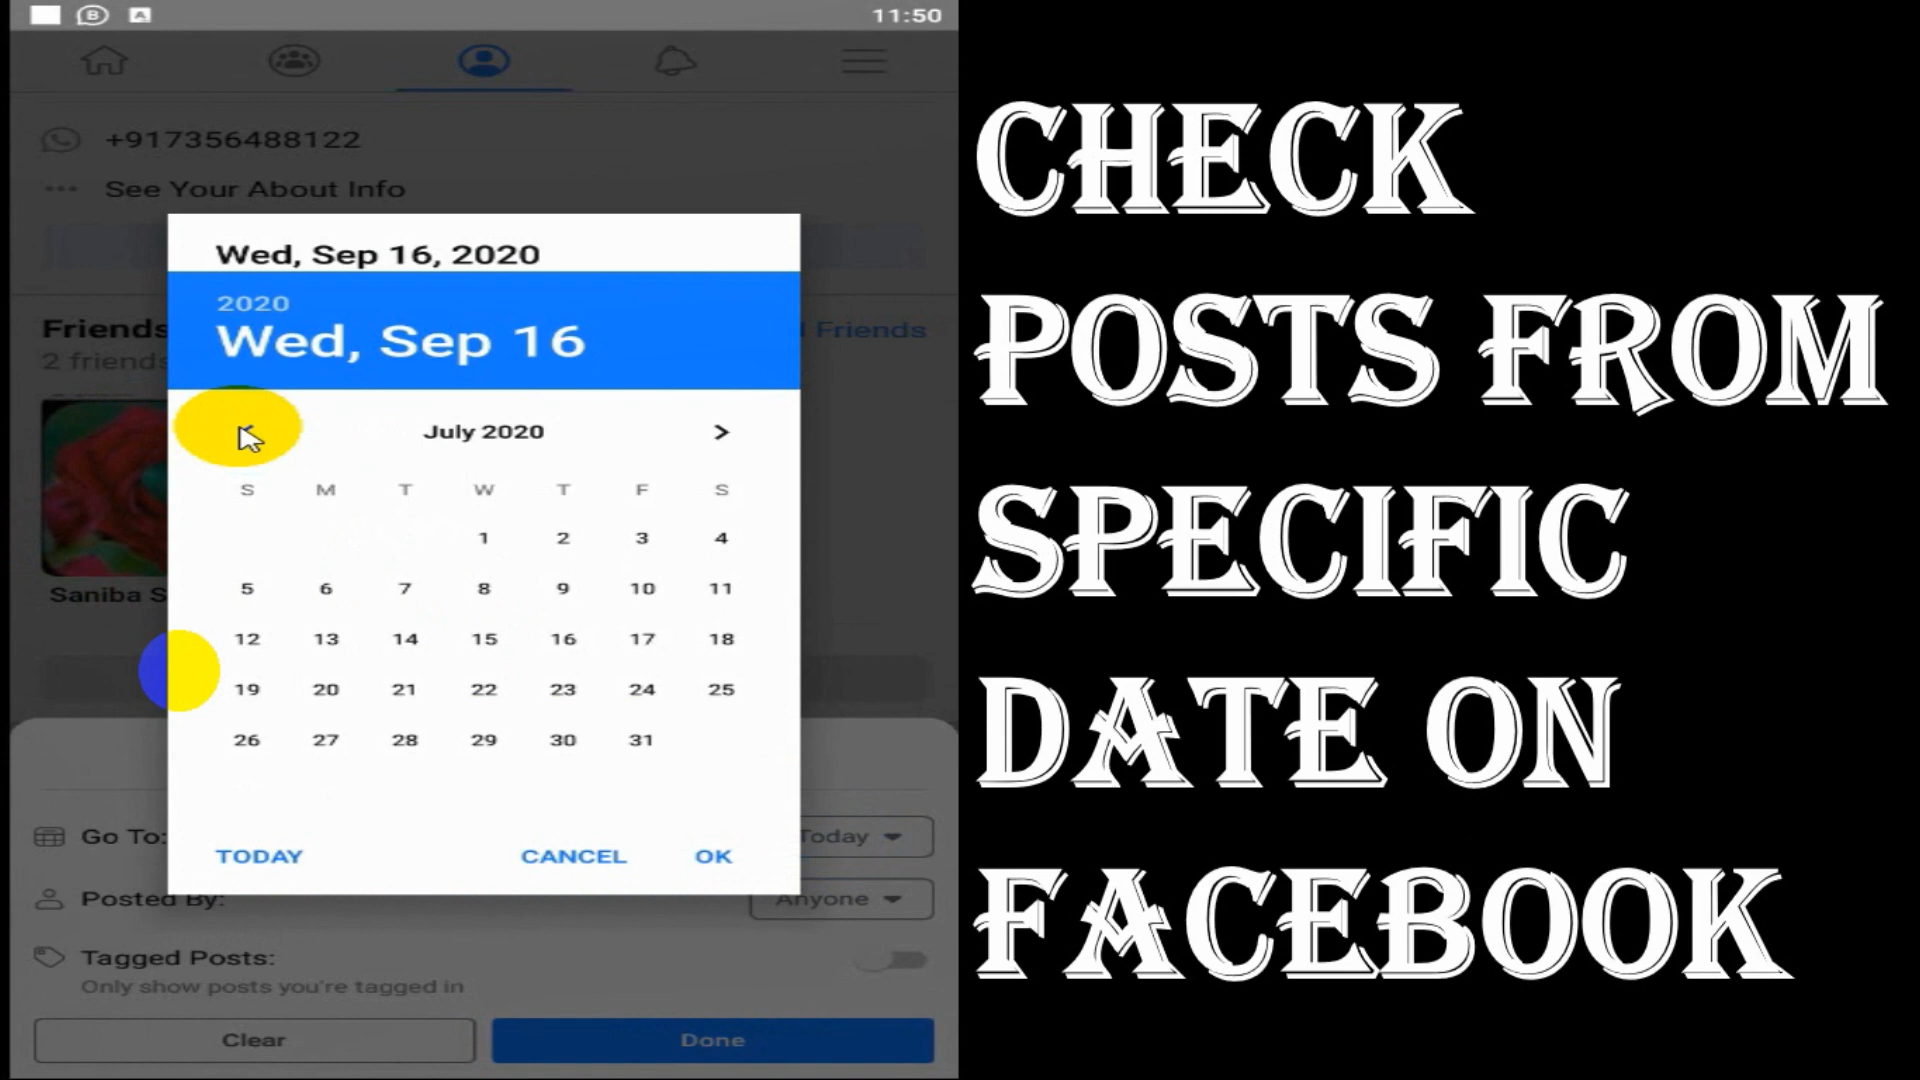 11:50
+917356488122
See Your About Info
Wed, Sep 16, 2020
2020
Wed, Sep 16
Friends
Friends
2 friends
July 2020
S M T W T F S
1 2 3 4
5 6 7 8 9 10 11
12 13 14 15 16 17 18
19 20 21 22 23 24 25
26 27 28 29 30 31
Saniba S
TODAY CANCEL OK
Go To: Today
Posted By: Anyone
Tagged Posts:
Only show posts you're tagged in
Clear Done
CHECK
POSTS FROM
SPECIFIC
DATE ON
FACEBOOK